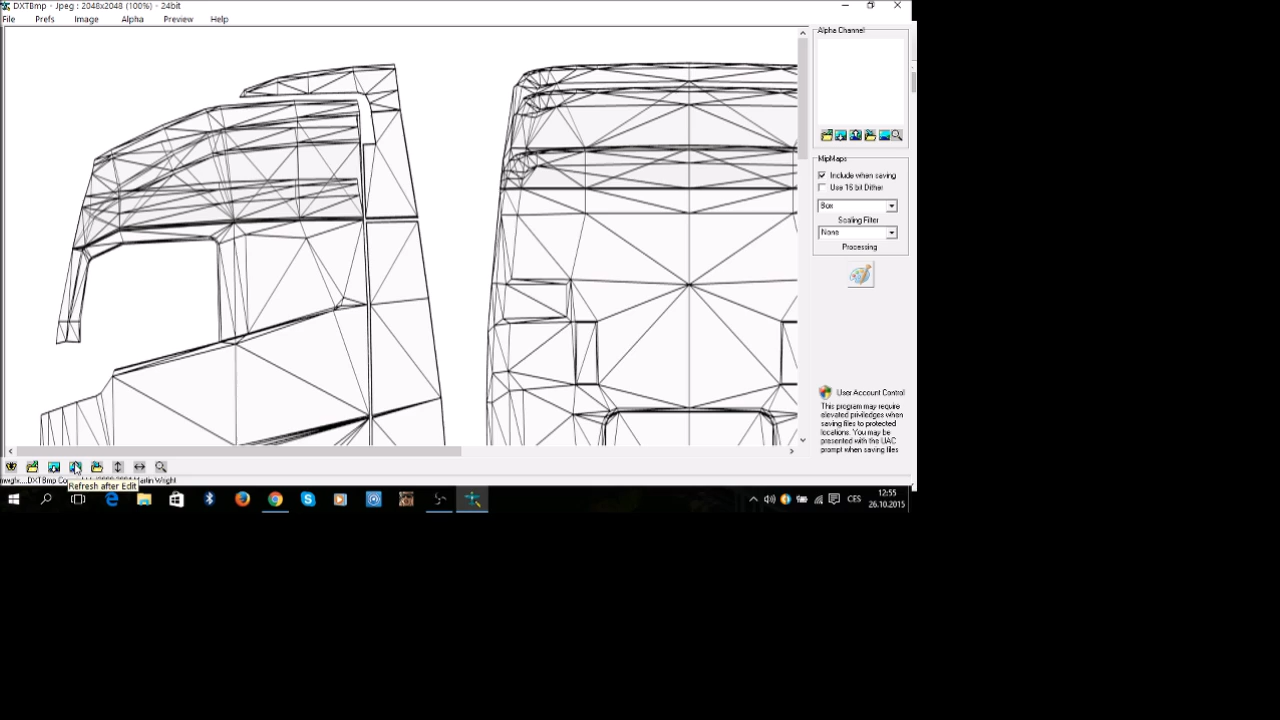 DXTBmp - Jpeg : 2048x2048 (100%) - 24bit
File Prefs Image Alpha Preview Help
Alpha Channel
MipMaps
Include when saving
Use 16 bit Dither
Box
Scaling Filter
None
Processing
User Account Control
This program may require
elevated priviledges when
saving files to protected
locations. You may be
presented with the UAC
prompt when saving files
Refresh after Edit
CES
12:55
26.10.2015